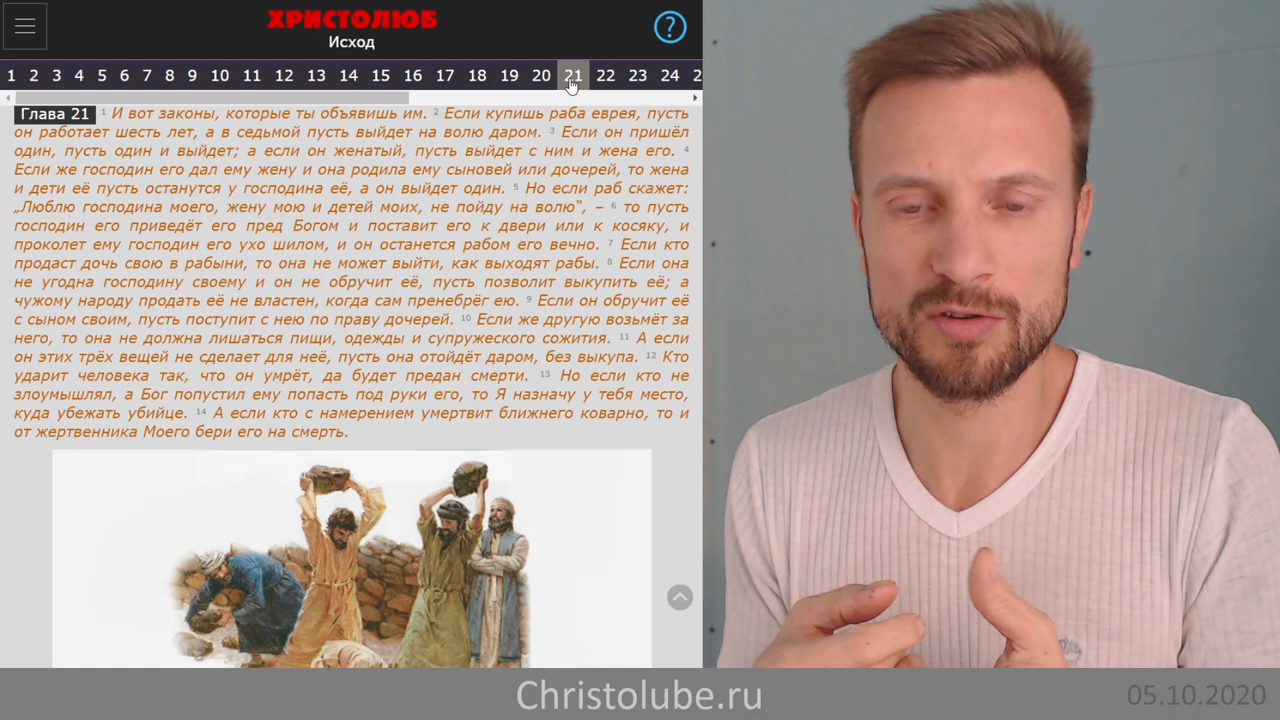 ХРИСТОЛЮБ
Исход
?
1 2 3 4 5 6 7 8 9 10 11 12 13 14 15 16 17 18 19 20 21 22 23 24 2
Глава 21 1 И вот законы, которые ты объявишь им. 2 Если купишь раба еврея, пусть
он работает шесть лет, а в седьмой пусть выйдет на волю даром. 3 Если он пришёл
один, пусть один и выйдет; а если он женатый, пусть выйдет с ним и жена его. 4
Если же господин его дал ему жену и она родила ему сыновей или дочерей, то жена
и дети её пусть останутся у господина её, а он выйдет один. 5 Но если раб скажет:
„Люблю господина моего, жену мою и детей моих, не пойду на волю“, – 6 то пусть
господин его приведёт его пред Богом и поставит его к двери или к косяку, и
проколет ему господин его ухо шилом, и он останется рабом его вечно. 7 Если кто
продаст дочь свою в рабыни, то она не может выйти, как выходят рабы. 8 Если она
не угодна господину своему и он не обручит её, пусть позволит выкупить её; а
чужому народу продать её не властен, когда сам пренебрёг ею. 9 Если он обручит её
с сыном своим, пусть поступит с нею по праву дочерей. 10 Если же другую возьмёт за
него, то она не должна лишаться пищи, одежды и супружеского сожития. 11 А если
он этих трёх вещей не сделает для неё, пусть она отойдёт даром, без выкупа. 12 Кто
ударит человека так, что он умрёт, да будет предан смерти. 13 Но если кто не
злоумышлял, а Бог попустил ему попасть под руки его, то Я назначу у тебя место,
куда убежать убийце. 14 А если кто с намерением умертвит ближнего коварно, то и
от жертвенника Моего бери его на смерть.
Christolube.ru
05.10.2020